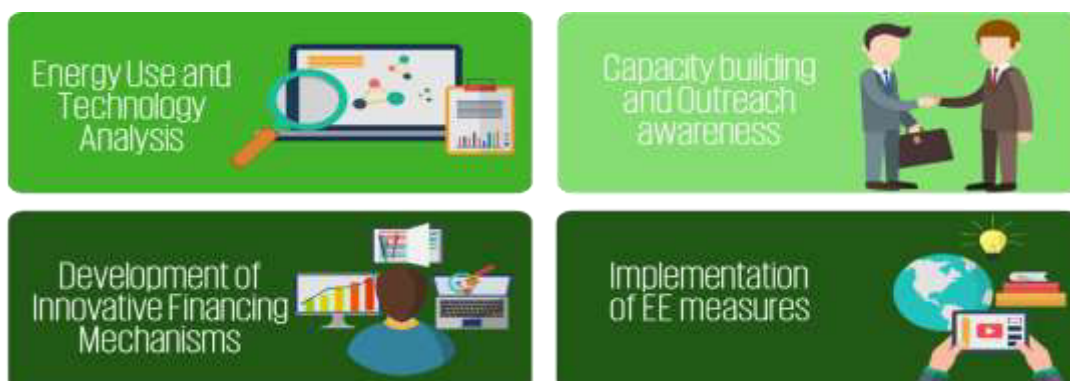 Energy Use and
Technology
Analysis
Capacity building
and Outreach
awareness
Development of
Innovative Financing
Mechanisms
Implementation
of EE measures